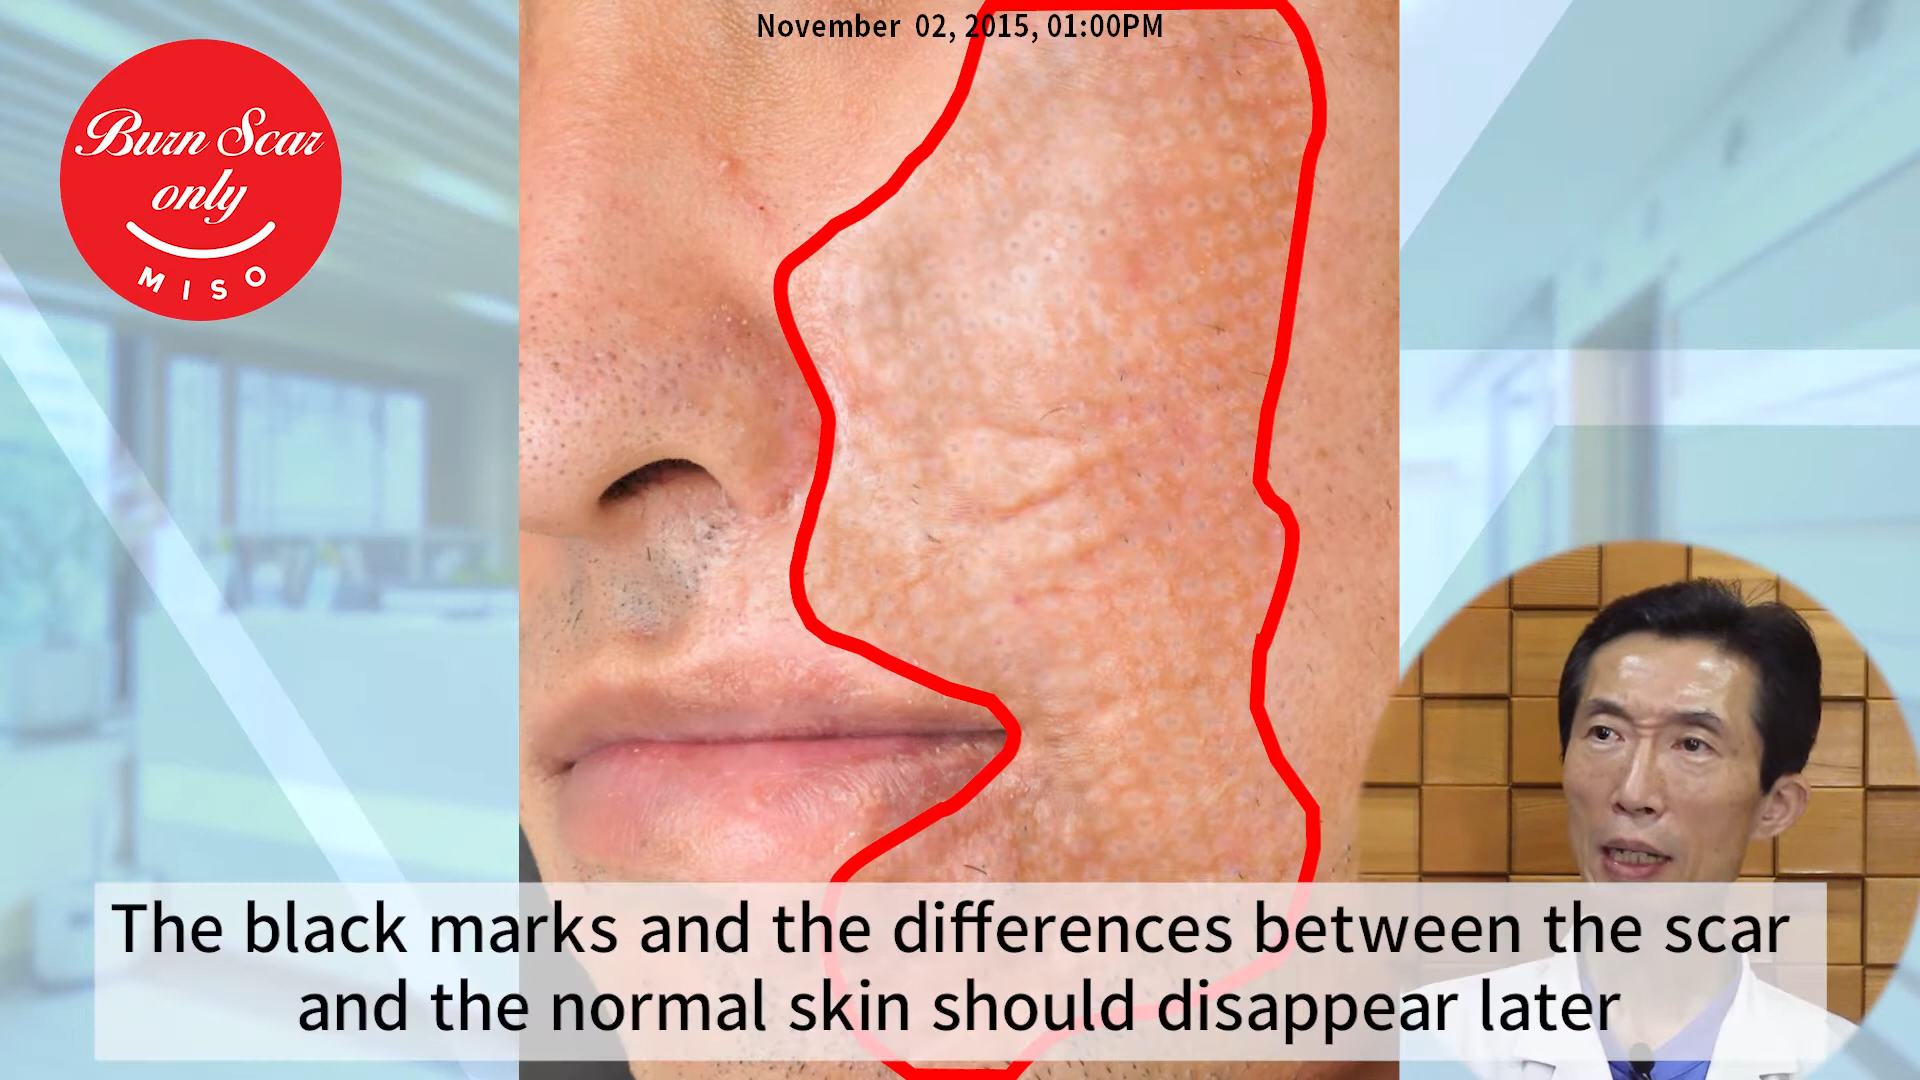 November 02, 2015, 01:00PM
Burn Scar
only
MISO
The black marks and the differences between the scar
and the normal skin should disappear later